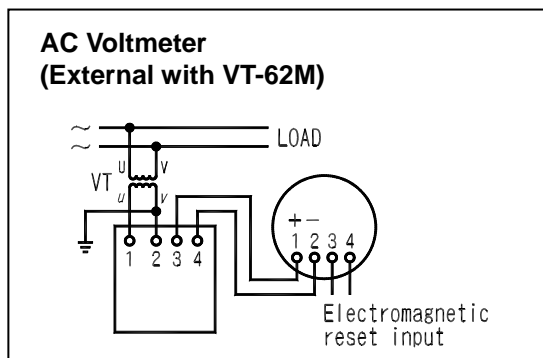 AC Voltmeter
(External with VT-62M)
~
~
LOAD
U V
VT
u v
+ −
1 2 3 4
1 2 3 4
Electromagnetic
reset input